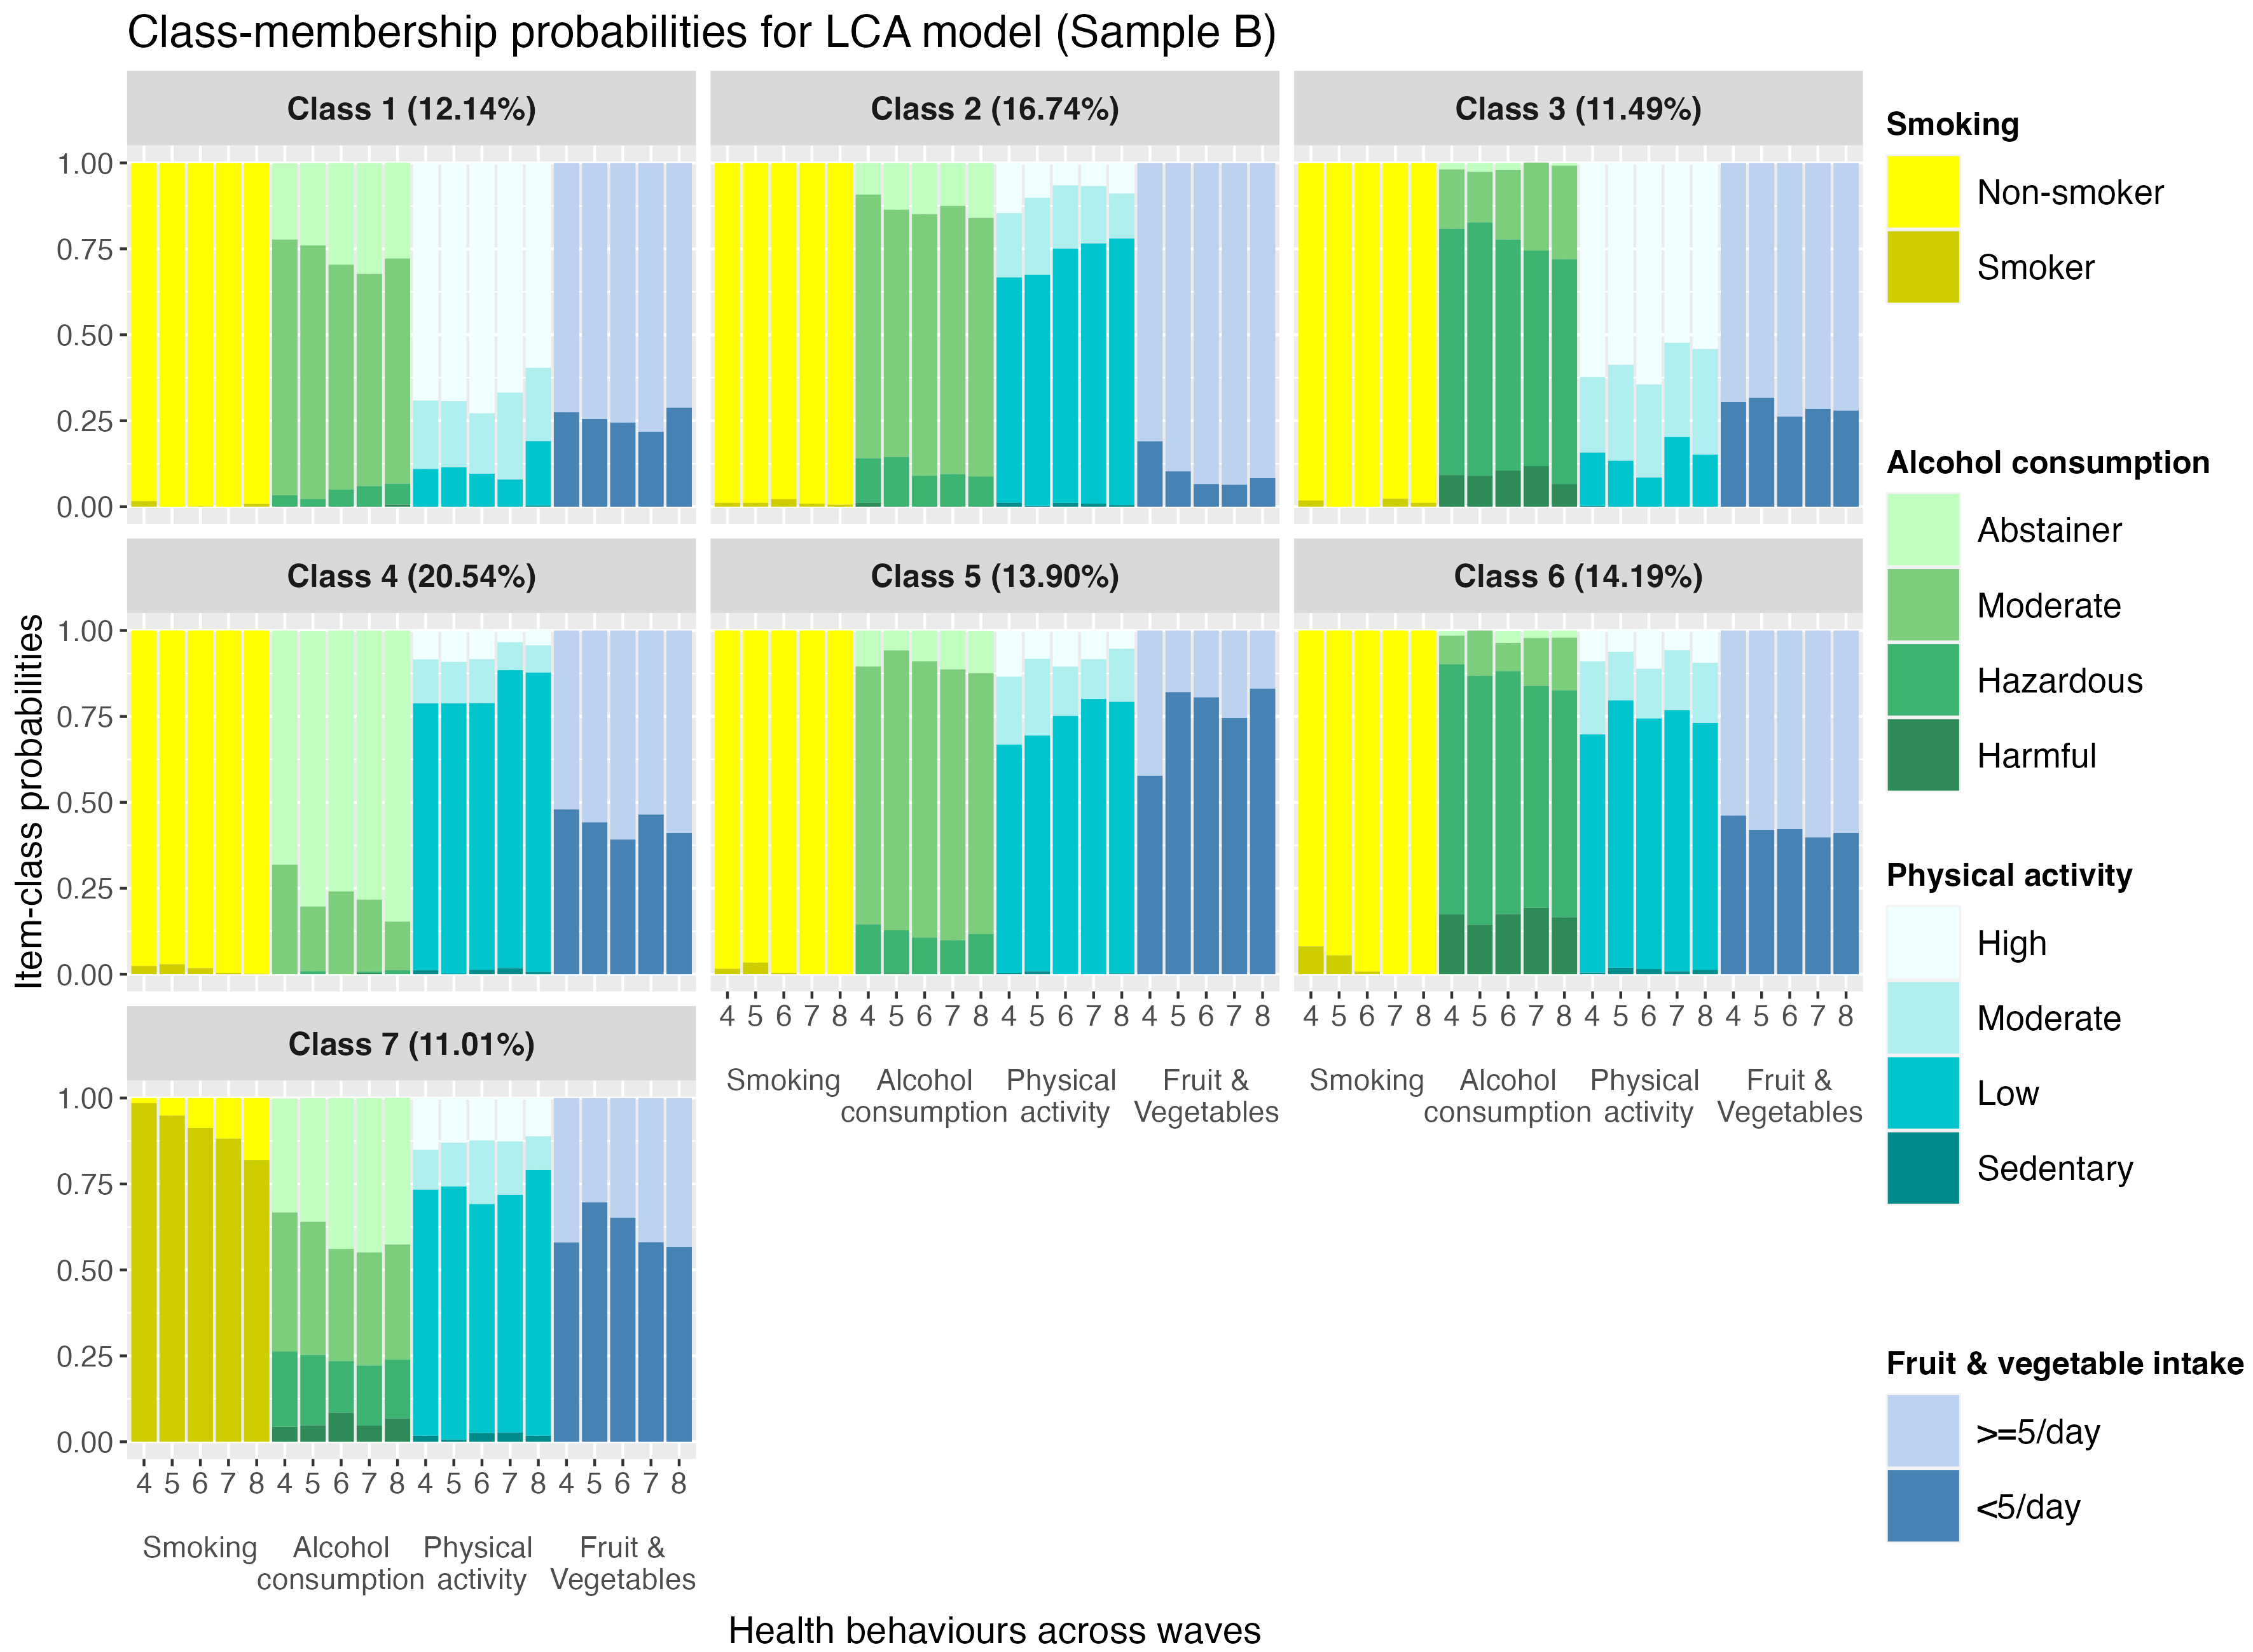 Class-membership probabilities for LCA model (Sample B)
Class 1 (12.14%)
Class 2 (16.74%)
Class 3 (11.49%)
1.00
0.75
0.50
0.25
0.00
Class 4 (20.54%)
Class 5 (13.90%)
Class 6 (14.19%)
1.00
0.75
0.50
0.25
0.00
4 5 6 7 8 4 5 6 7 8 4 5 6 7 8 4 5 6 7 8
Smoking Alcohol consumption Physical activity Fruit & Vegetables
4 5 6 7 8 4 5 6 7 8 4 5 6 7 8 4 5 6 7 8
Smoking Alcohol consumption Physical activity Fruit & Vegetables
Class 7 (11.01%)
1.00
0.75
0.50
0.25
0.00
4 5 6 7 8 4 5 6 7 8 4 5 6 7 8 4 5 6 7 8
Smoking Alcohol consumption Physical activity Fruit & Vegetables
Item-class probabilities
Health behaviours across waves
Smoking
Non-smoker
Smoker
Alcohol consumption
Abstainer
Moderate
Hazardous
Harmful
Physical activity
High
Moderate
Low
Sedentary
Fruit & vegetable intake
>=5/day
<5/day